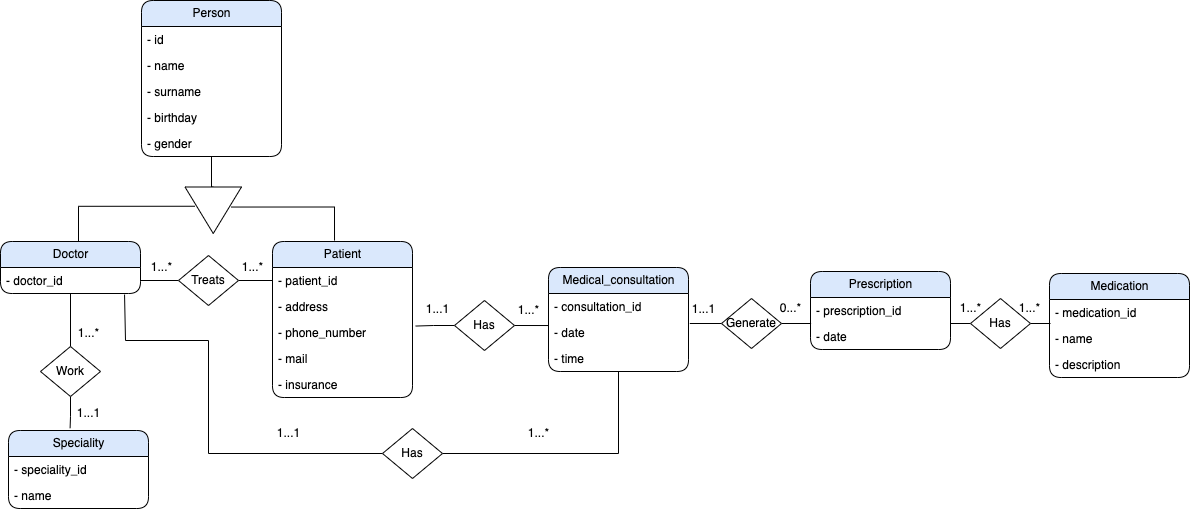 Person
- id
- name
- surname
- birthday
- gender
Doctor
- doctor_id
1...*
Treats
1...*
Patient
- patient_id
- address
- phone_number
- mail
- insurance
1...1
Has
1...*
Medical_consultation
- consultation_id
- date
- time
1...1
Generate
0...*
Prescription
- prescription_id
- date
1...*
Has
1...*
Medication
- medication_id
- name
- description
1...*
Work
1...1
Speciality
- speciality_id
- name
1...1
Has
1...*